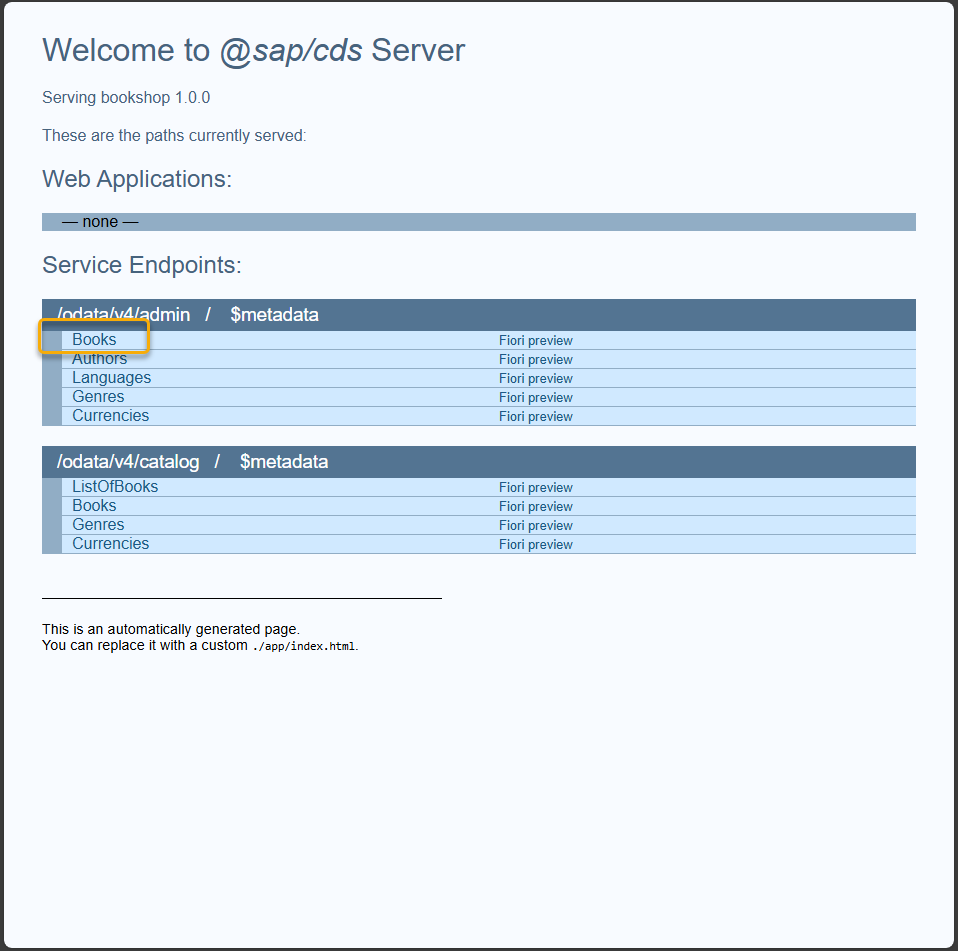 Welcome to @sap/cds Server
Serving bookshop 1.0.0
These are the paths currently served:
Web Applications:
— none —
Service Endpoints:
/odata/v4/admin / $metadata
Books Fiori preview
Authors Fiori preview
Languages Fiori preview
Genres Fiori preview
Currencies Fiori preview
/odata/v4/catalog / $metadata
ListOfBooks Fiori preview
Books Fiori preview
Genres Fiori preview
Currencies Fiori preview
This is an automatically generated page.
You can replace it with a custom ./app/index.html.